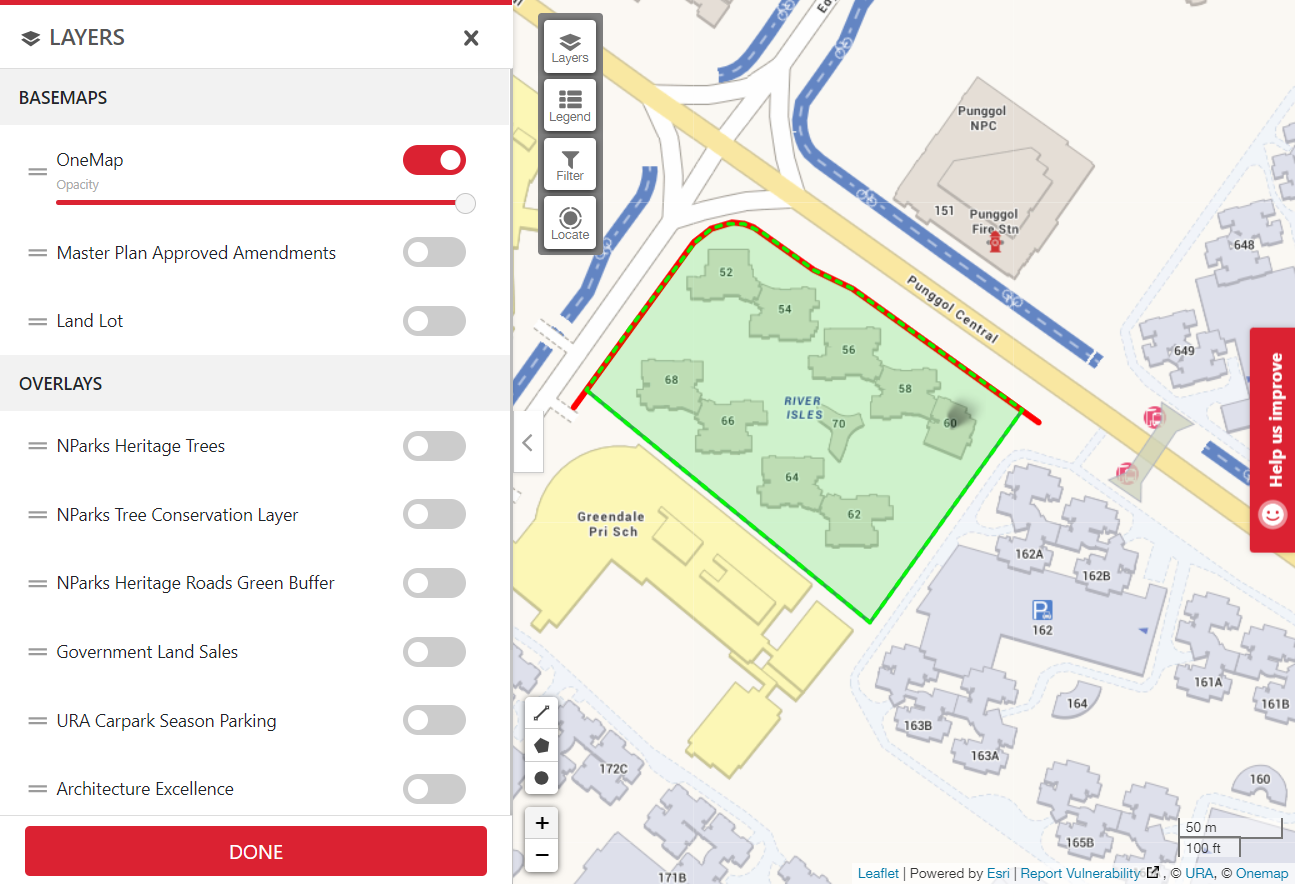 LAYERS
BASEMAPS
OneMap
Opacity
Master Plan Approved Amendments
Land Lot
OVERLAYS
NParks Heritage Trees
NParks Tree Conservation Layer
NParks Heritage Roads Green Buffer
Government Land Sales
URA Carpark Season Parking
Architecture Excellence
DONE
Layers
Legend
Filter
Locate
Punggol
NPC
151
Punggol
Fire Stn
Punggol Central
648
649
52
54
56
58
60
68
66
RIVER
ISLES
70
64
62
Greendale
Pri Sch
162A
162B
P
162
161A
161B
164
163B
163A
160
172C
165B
171B
Help us improve
+
−
50 m
100 ft
Leaflet | Powered by Esri | Report Vulnerability , © URA, © Onemap